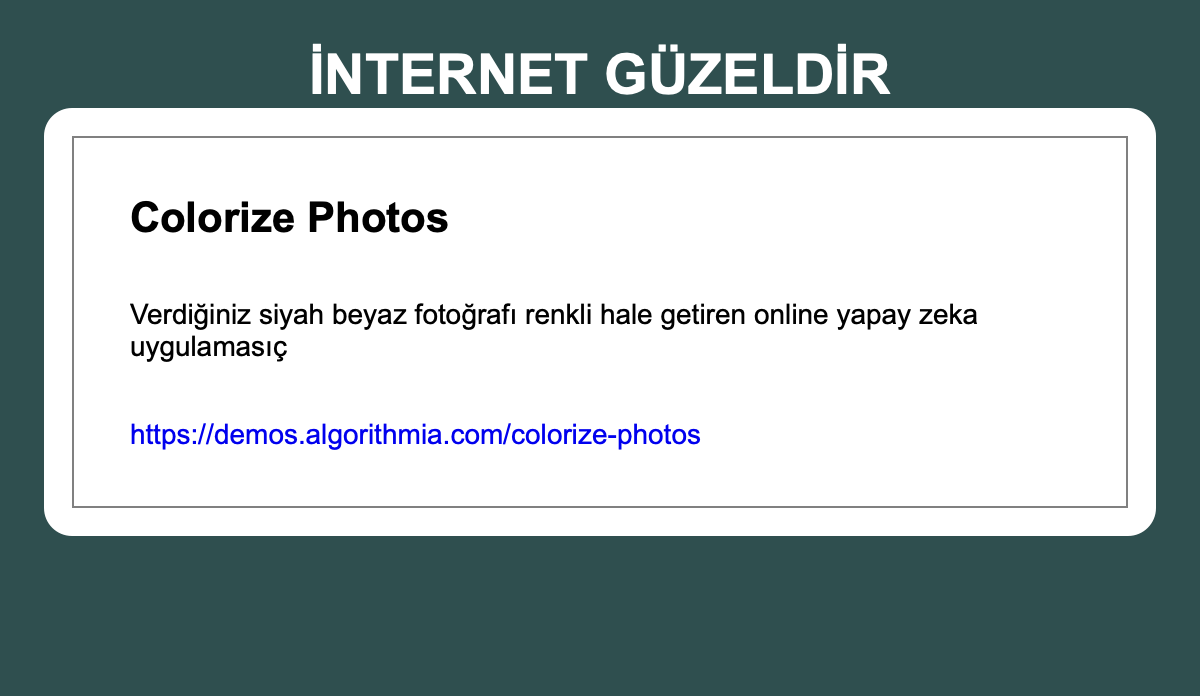 İNTERNET GÜZELDİR
Colorize Photos
Verdiğiniz siyah beyaz fotoğrafı renkli hale getiren online yapay zeka
uygulamasıç
https://demos.algorithmia.com/colorize-photos